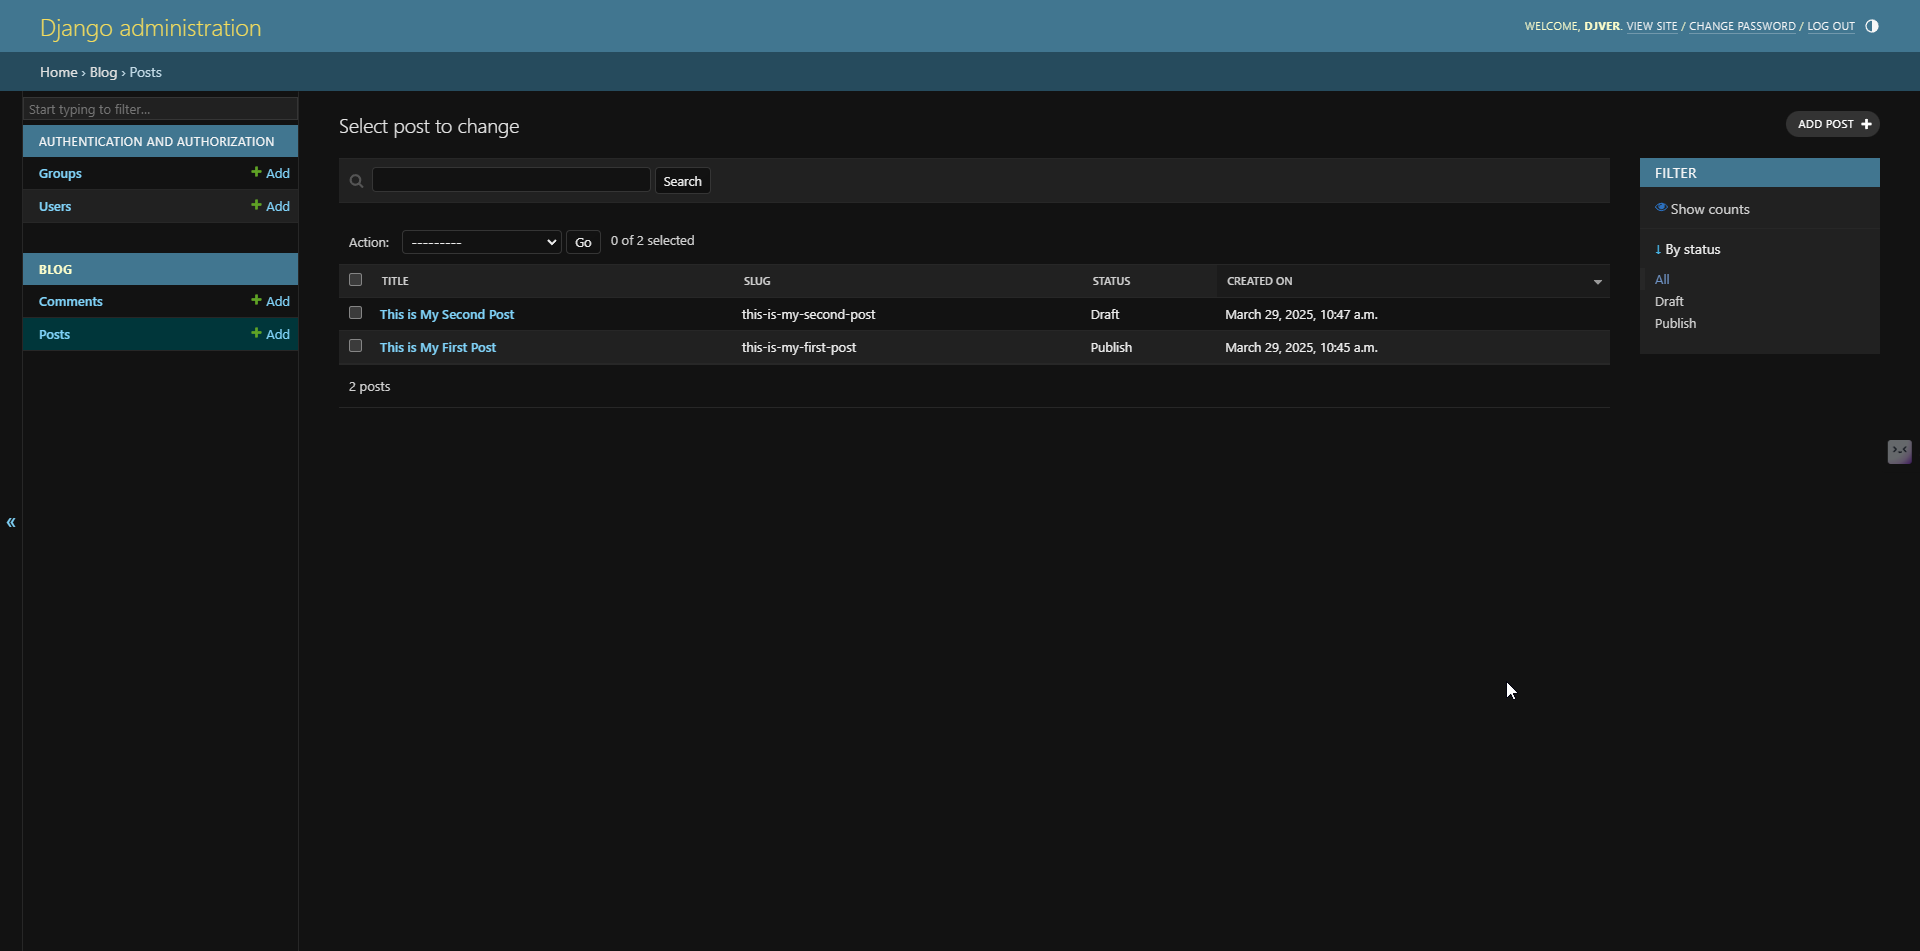 Django administration
WELCOME, DJVER. VIEW SITE / CHANGE PASSWORD / LOG OUT
Home › Blog › Posts
Start typing to filter...
AUTHENTICATION AND AUTHORIZATION
Groups + Add
Users + Add
BLOG
Comments + Add
Posts + Add
«
Select post to change
ADD POST +
Search
Action: --------- Go 0 of 2 selected
TITLE SLUG STATUS CREATED ON
This is My Second Post this-is-my-second-post Draft March 29, 2025, 10:47 a.m.
This is My First Post this-is-my-first-post Publish March 29, 2025, 10:45 a.m.
2 posts
FILTER
Show counts
↓ By status
All
Draft
Publish